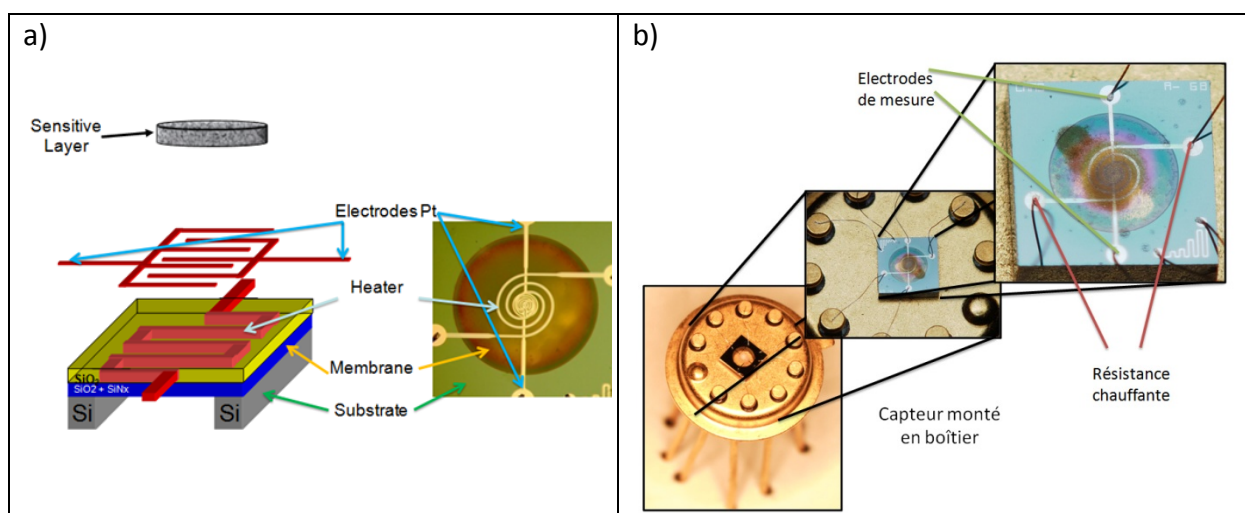 a)
Sensitive
Layer
Electrodes Pt
Heater
Membrane
SiO₂
SiO2 + SiNx
Substrate
Si
Si
b)
Electrodes
de mesure
Résistance
chauffante
Capteur monté
en boîtier